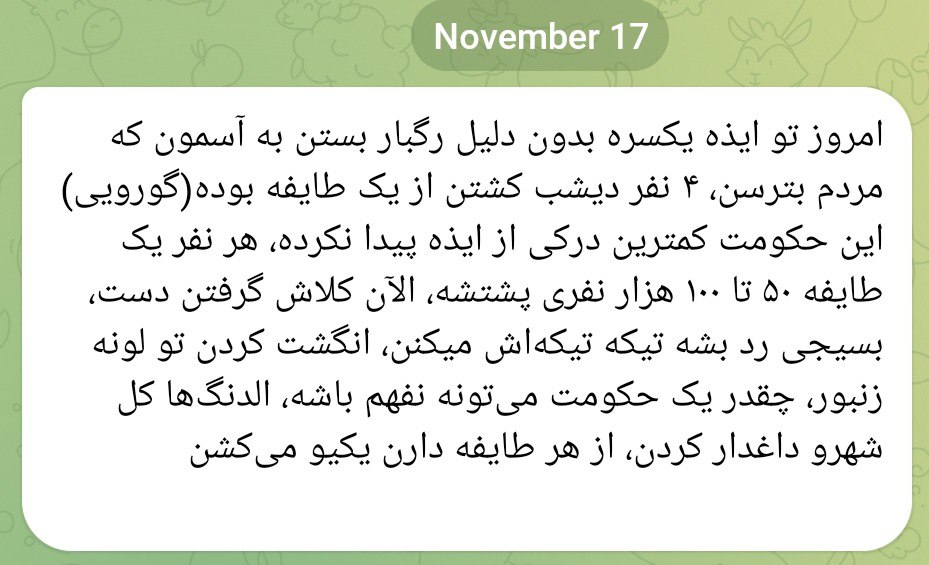 November 17
امروز تو ایذه یکسره بدون دلیل رگبار بستن به آسمون که
مردم بترسن، ۴ نفر دیشب کشتن از یک طایفه بوده(گورویی)
این حکومت کمترین درکی از ایذه پیدا نکرده، هر نفر یک
طایفه ۵۰ تا ۱۰۰ هزار نفری پشتشه، الآن کلاش گرفتن دست،
بسیجی رد بشه تیکه تیکه‌اش میکنن، انگشت کردن تو لونه
زنبور، چقدر یک حکومت می‌تونه نفهم باشه، الدنگ‌ها کل
شهرو داغدار کردن، از هر طایفه دارن یکیو می‌کشن